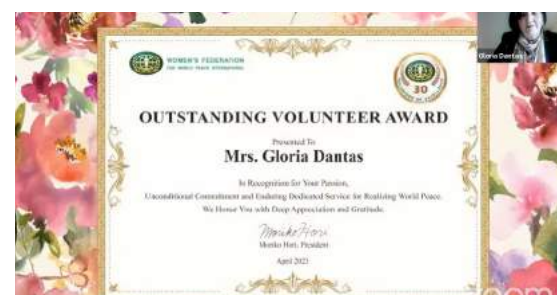 WOMEN'S FEDERATION
FOR WORLD PEACE INTERNATIONAL
30
Gloria Dantas
OUTSTANDING VOLUNTEER AWARD
Presented To
Mrs. Gloria Dantas
In Recognition for Your Passion,
Unconditional Commitment and Enduring Dedicated Service for Realizing World Peace.
We Honor You with Deep Appreciation and Gratitude.
Moriko Hori
Moriko Hori, President
April 2021
zoom